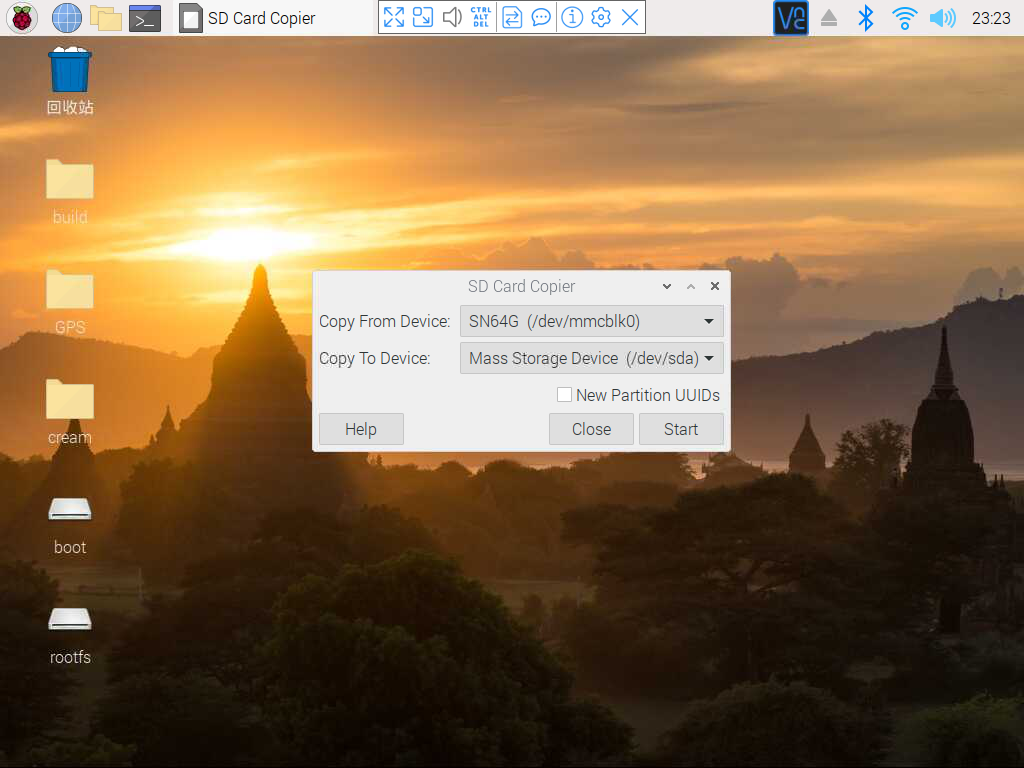 SD Card Copier
CTRL
ALT
DEL
V2
23:23
回收站
build
GPS
cream
boot
rootfs
SD Card Copier
Copy From Device:
SN64G (/dev/mmcblk0)
Copy To Device:
Mass Storage Device (/dev/sda)
New Partition UUIDs
Help
Close
Start